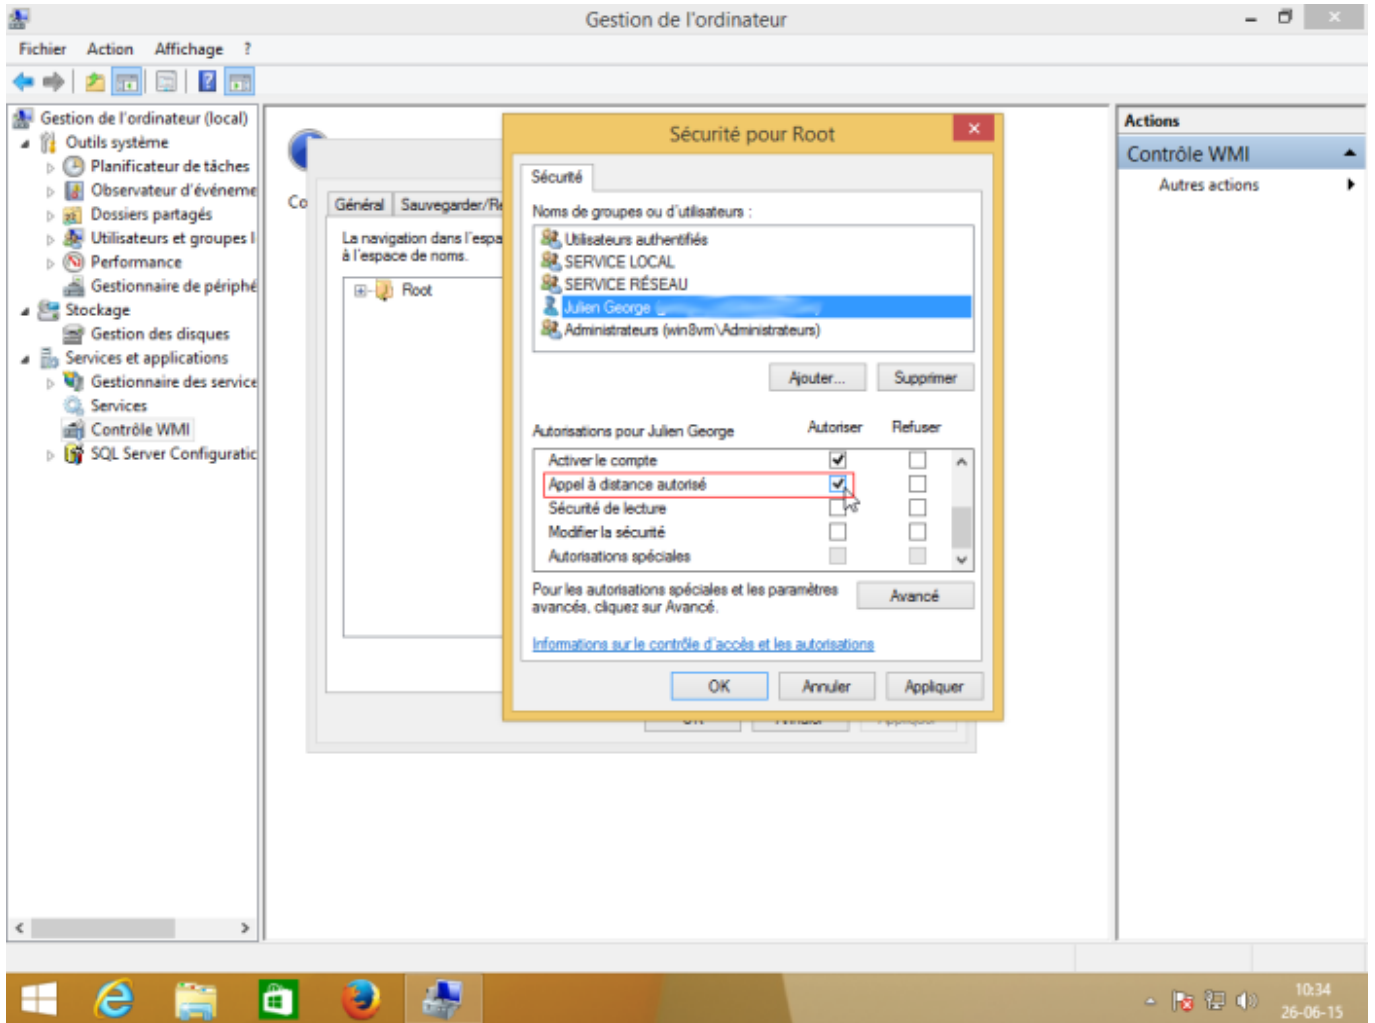 Gestion de l'ordinateur
Fichier Action Affichage ?
Gestion de l'ordinateur (local)
Outils système
Planificateur de tâches
Observateur d'événeme
Dossiers partagés
Utilisateurs et groupes l
Performance
Gestionnaire de périphé
Stockage
Gestion des disques
Services et applications
Gestionnaire des service
Services
Contrôle WMI
SQL Server Configuratic
Co
Général Sauvegarder/Re
La navigation dans l'espa
à l'espace de noms.
Root
Sécurité pour Root
Sécurité
Noms de groupes ou d'utilisateurs :
Utilisateurs authentifiés
SERVICE LOCAL
SERVICE RÉSEAU
Julien George (
Administrateurs (win8vm\Administrateurs)
Ajouter... Supprimer
Autorisations pour Julien George Autoriser Refuser
Activer le compte
Appel à distance autorisé
Sécurité de lecture
Modifier la sécurité
Autorisations spéciales
Pour les autorisations spéciales et les paramètres
avancés, cliquez sur Avancé.
Avancé
Informations sur le contrôle d'accès et les autorisations
OK Annuler Appliquer
Actions
Contrôle WMI
Autres actions
10:34
26-06-15